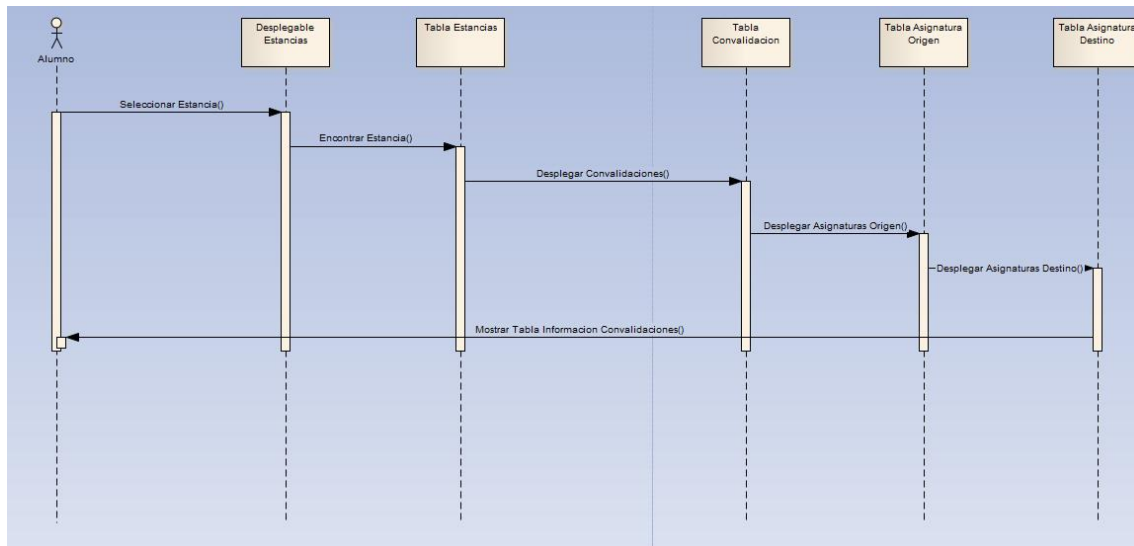 Alumno
Desplegable
Estancias
Tabla Estancias
Tabla
Convalidacion
Tabla Asignatura
Origen
Tabla Asignatura
Destino
Seleccionar Estancia()
Encontrar Estancia()
Desplegar Convalidaciones()
Desplegar Asignaturas Origen()
Desplegar Asignaturas Destino()
Mostrar Tabla Informacion Convalidaciones()